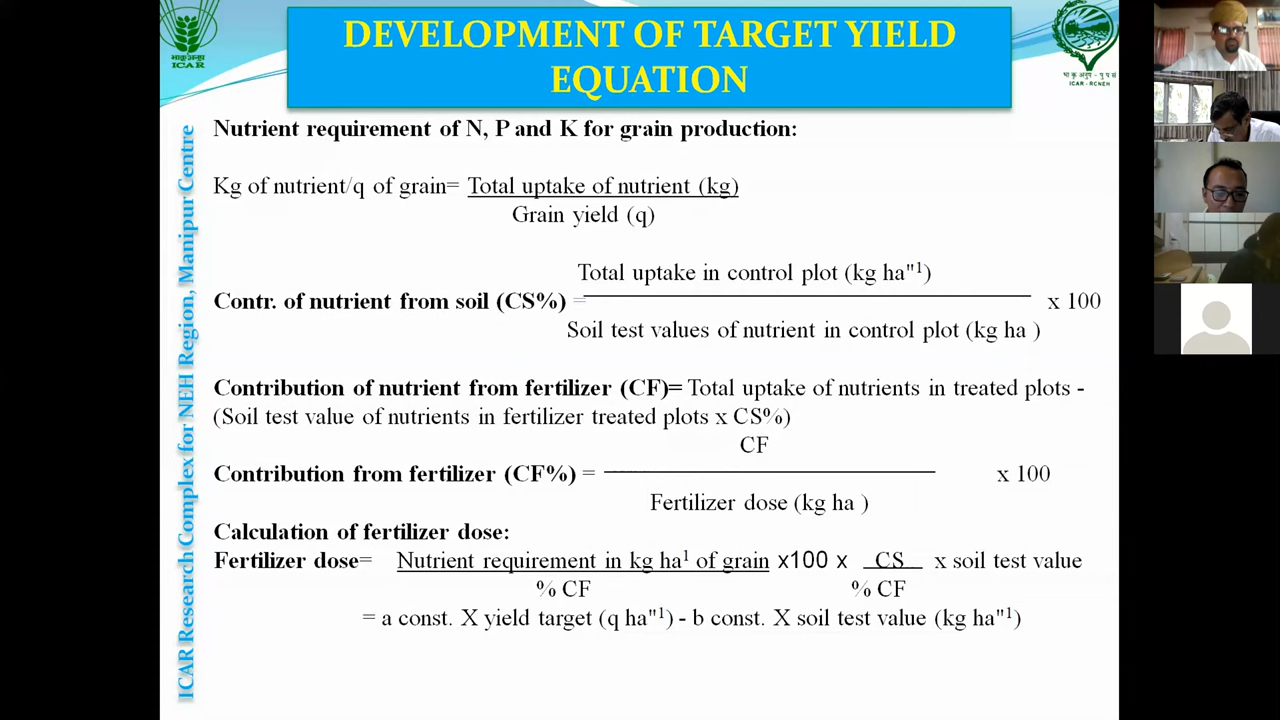 DEVELOPMENT OF TARGET YIELD
EQUATION
भाकृअनुप
ICAR
ICAR - RCNEH
ICAR Research Complex for NEH Region, Manipur Centre
Nutrient requirement of N, P and K for grain production:
Kg of nutrient/q of grain= Total uptake of nutrient (kg)
Grain yield (q)
Total uptake in control plot (kg ha"¹)
Contr. of nutrient from soil (CS%) = x 100
Soil test values of nutrient in control plot (kg ha )
Contribution of nutrient from fertilizer (CF)= Total uptake of nutrients in treated plots -
(Soil test value of nutrients in fertilizer treated plots x CS%)
CF
Contribution from fertilizer (CF%) = x 100
Fertilizer dose (kg ha )
Calculation of fertilizer dose:
Fertilizer dose= Nutrient requirement in kg ha¹ of grain x100 x CS x soil test value
% CF % CF
= a const. X yield target (q ha"¹) - b const. X soil test value (kg ha"¹)